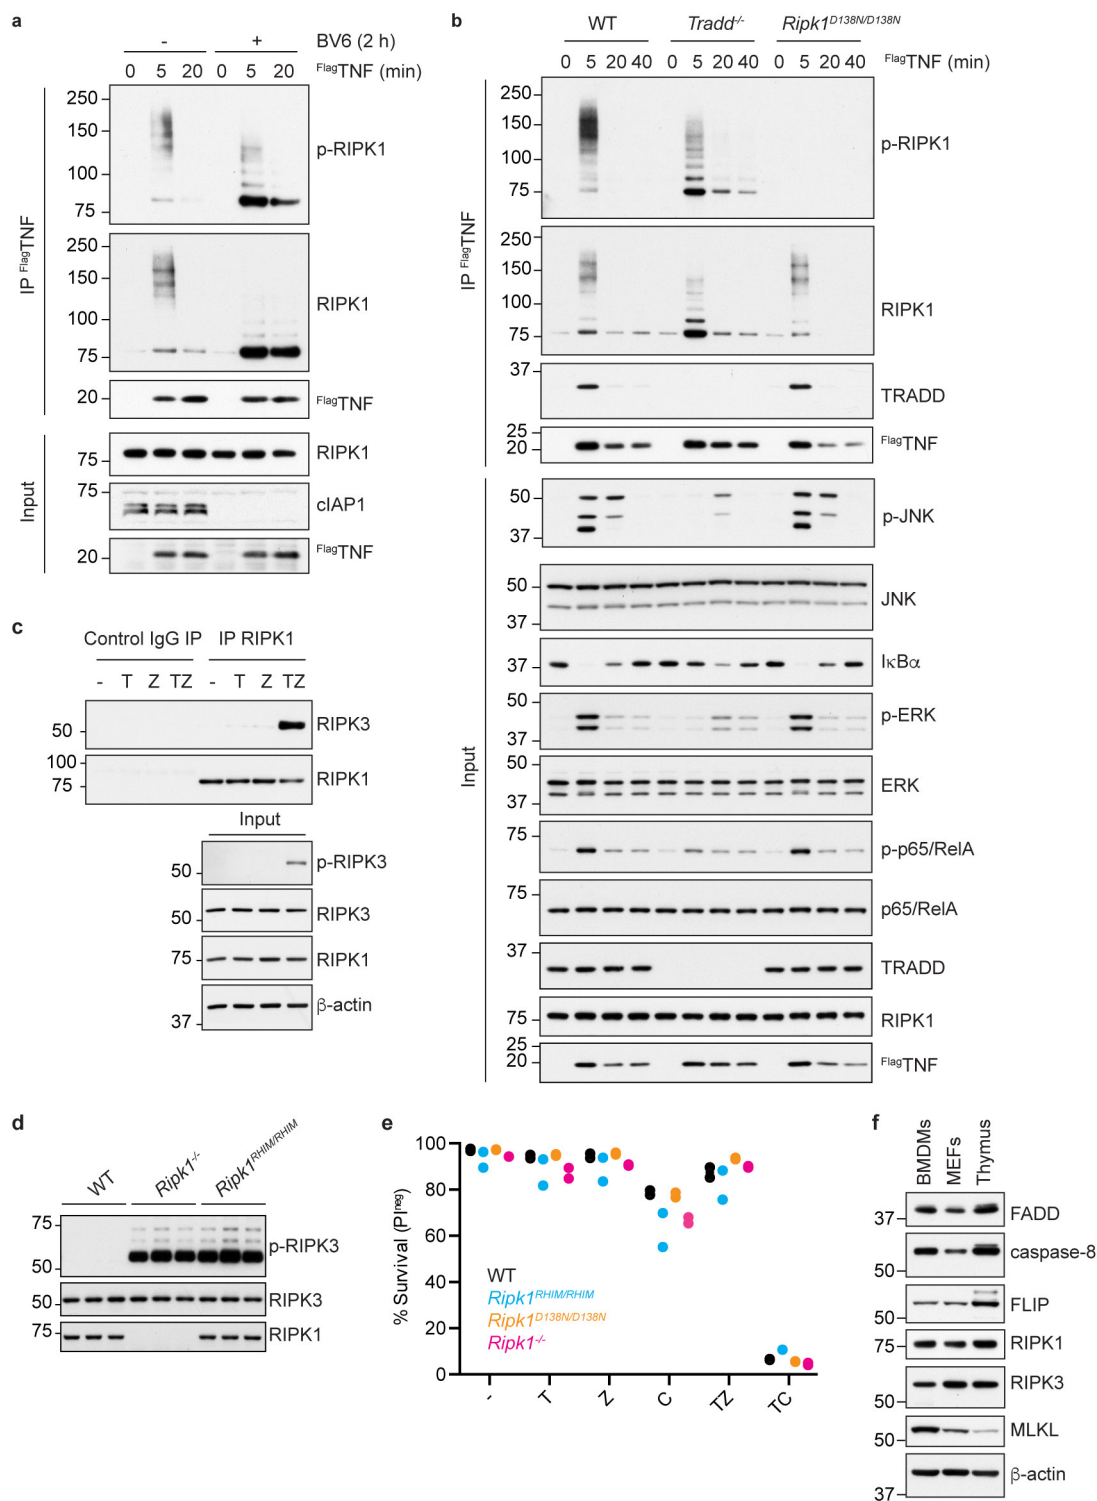 a
- + BV6 (2 h)
0 5 20 0 5 20 FlagTNF (min)
IP FlagTNF
250
150
100
75
p-RIPK1
250
150
100
75
RIPK1
20
FlagTNF
Input
75
RIPK1
75
cIAP1
20
FlagTNF
b
WT Tradd-/- Ripk1D138N/D138N
0 5 20 40 0 5 20 40 0 5 20 40 FlagTNF (min)
IP FlagTNF
250
150
100
75
p-RIPK1
250
150
100
75
RIPK1
37
TRADD
25
20
FlagTNF
Input
50
37
p-JNK
50
37
JNK
37
IκBα
50
37
p-ERK
50
37
ERK
75
p-p65/RelA
75
p65/RelA
37
TRADD
75
RIPK1
25
20
FlagTNF
c
Control IgG IP IP RIPK1
- T Z TZ - T Z TZ
50
RIPK3
100
75
RIPK1
Input
50
p-RIPK3
50
RIPK3
75
RIPK1
37
β-actin
d
WT Ripk1-/- Ripk1RHIM/RHIM
75
50
p-RIPK3
50
RIPK3
75
RIPK1
e
% Survival (PIneg)
100
80
60
40
20
0
WT
Ripk1RHIM/RHIM
Ripk1D138N/D138N
Ripk1-/-
- T Z C TZ TC
f
BMDMs MEFs Thymus
37
FADD
50
caspase-8
50
FLIP
75
RIPK1
50
RIPK3
50
MLKL
37
β-actin